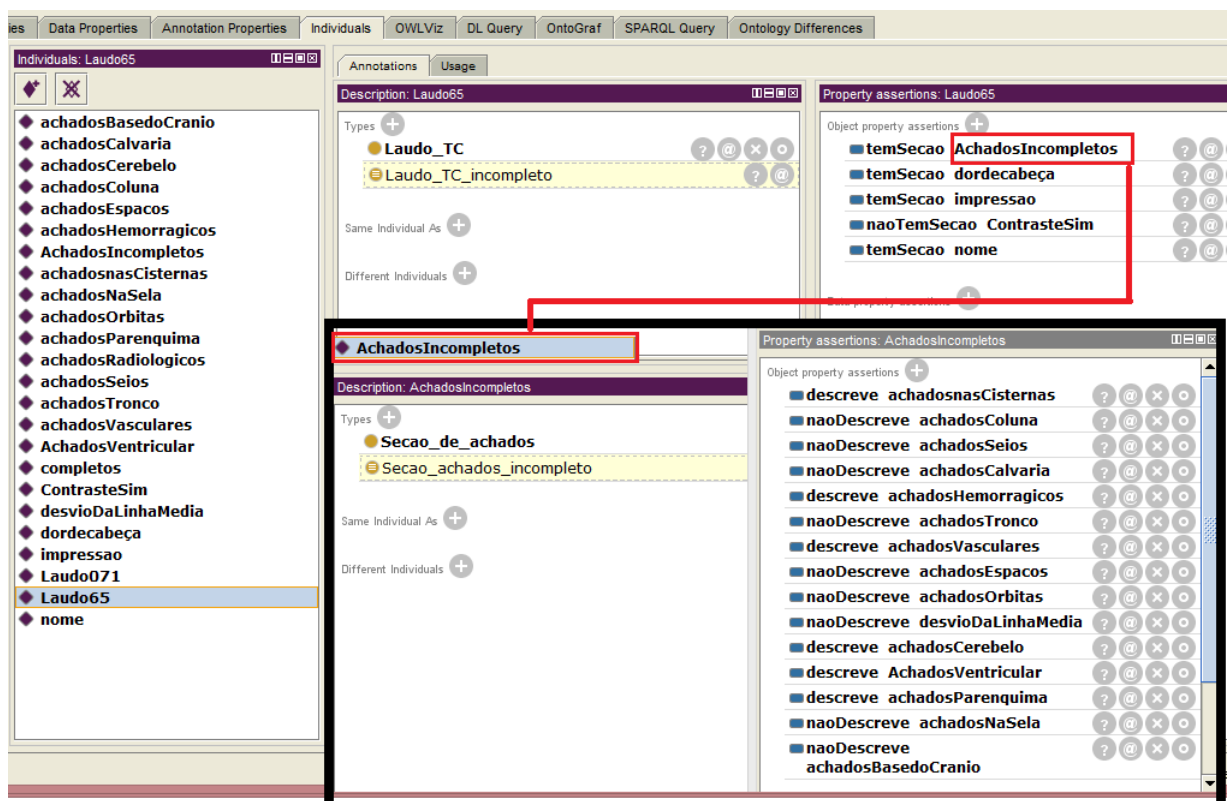 ies Data Properties Annotation Properties Individuals OWLViz DL Query OntoGraf SPARQL Query Ontology Differences
Individuals: Laudo65
achadosBasedoCranio
achadosCalvaria
achadosCerebelo
achadosColuna
achadosEspacos
achadosHemorragicos
AchadosIncompletos
achadosnasCisternas
achadosNaSela
achadosOrbitas
achadosParenquima
achadosRadiologicos
achadosSeios
achadosTronco
achadosVasculares
AchadosVentricular
completos
ContrasteSim
desvioDaLinhaMedia
dordecabeça
impressao
Laudo071
Laudo65
nome
Annotations Usage
Description: Laudo65
Types
Laudo_TC
Laudo_TC_incompleto
Same Individual As
Different Individuals
Property assertions: Laudo65
Object property assertions
temSecao AchadosIncompletos
temSecao dordecabeça
temSecao impressao
naoTemSecao ContrasteSim
temSecao nome
Data property assertions
AchadosIncompletos
Description: AchadosIncompletos
Types
Secao_de_achados
Secao_achados_incompleto
Same Individual As
Different Individuals
Property assertions: AchadosIncompletos
Object property assertions
descreve achadosnasCisternas
naoDescreve achadosColuna
naoDescreve achadosSeios
naoDescreve achadosCalvaria
descreve achadosHemorragicos
naoDescreve achadosTronco
descreve achadosVasculares
naoDescreve achadosEspacos
naoDescreve achadosOrbitas
naoDescreve desvioDaLinhaMedia
descreve achadosCerebelo
descreve AchadosVentricular
descreve achadosParenquima
naoDescreve achadosNaSela
naoDescreve
achadosBasedoCranio